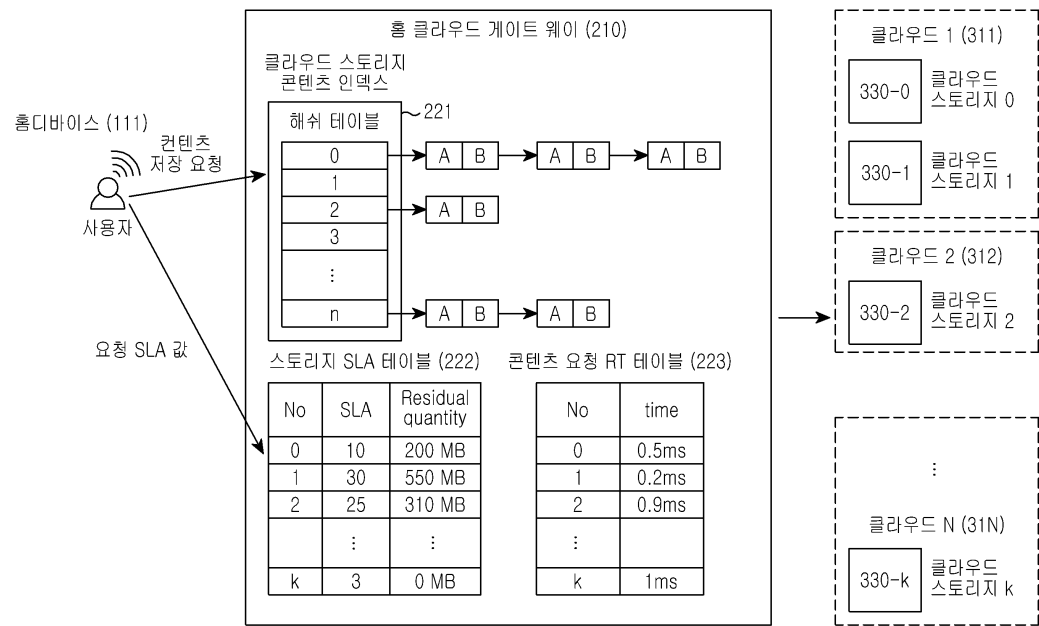 홈 클라우드 게이트 웨이 (210)
클라우드 스토리지
콘텐츠 인덱스
해쉬 테이블
221
0
A B
A B
A B
1
2
A B
3
⋮
n
A B
A B
홈디바이스 (111)
컨텐츠
저장 요청
사용자
요청 SLA 값
스토리지 SLA 테이블 (222)
No SLA Residual
quantity
0 10 200 MB
1 30 550 MB
2 25 310 MB
⋮ ⋮
k 3 0 MB
콘텐츠 요청 RT 테이블 (223)
No time
0 0.5ms
1 0.2ms
2 0.9ms
⋮
k 1ms
클라우드 1 (311)
330-0 클라우드
스토리지 0
330-1 클라우드
스토리지 1
클라우드 2 (312)
330-2 클라우드
스토리지 2
⋮
클라우드 N (31N)
330-k 클라우드
스토리지 k